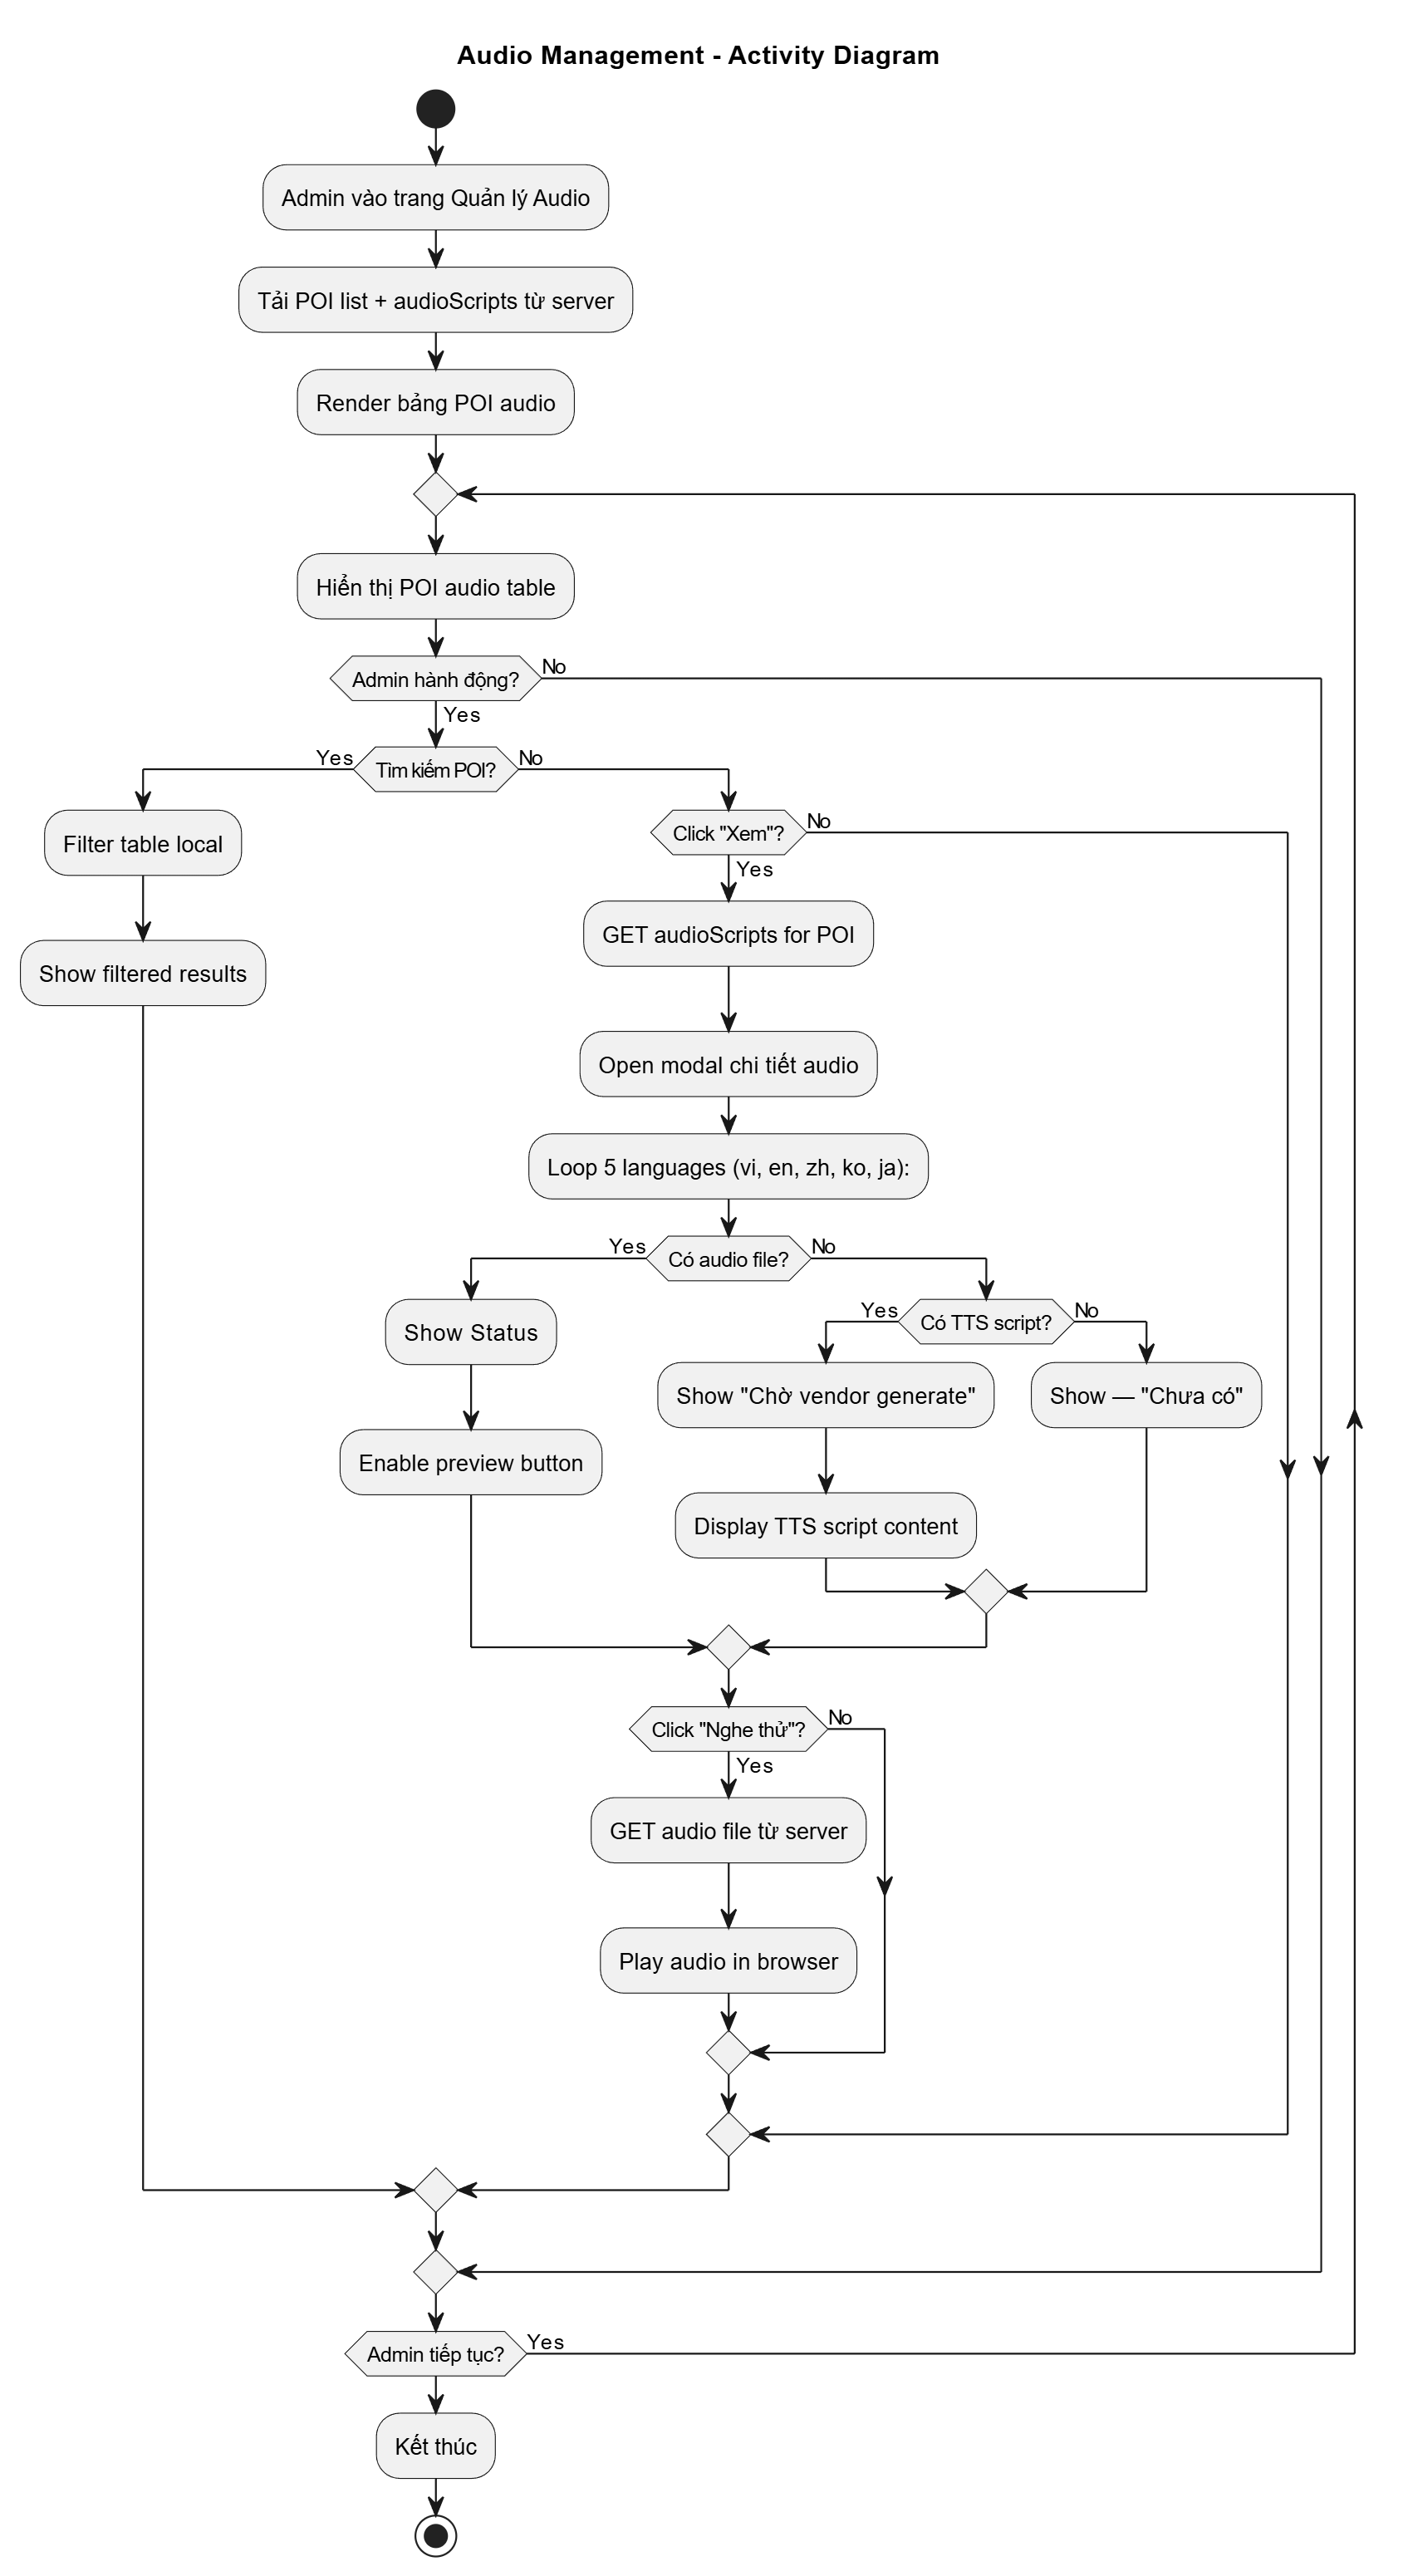 Audio Management - Activity Diagram
Admin vào trang Quản lý Audio
Tải POI list + audioScripts từ server
Render bảng POI audio
Hiển thị POI audio table
Admin hành động?
No
Yes
Tìm kiếm POI?
Yes
No
Filter table local
Show filtered results
Click "Xem"?
No
Yes
GET audioScripts for POI
Open modal chi tiết audio
Loop 5 languages (vi, en, zh, ko, ja):
Có audio file?
Yes
No
Show Status
Enable preview button
Có TTS script?
Yes
No
Show "Chờ vendor generate"
Display TTS script content
Show — "Chưa có"
Click "Nghe thử"?
No
Yes
GET audio file từ server
Play audio in browser
Admin tiếp tục?
Yes
Kết thúc